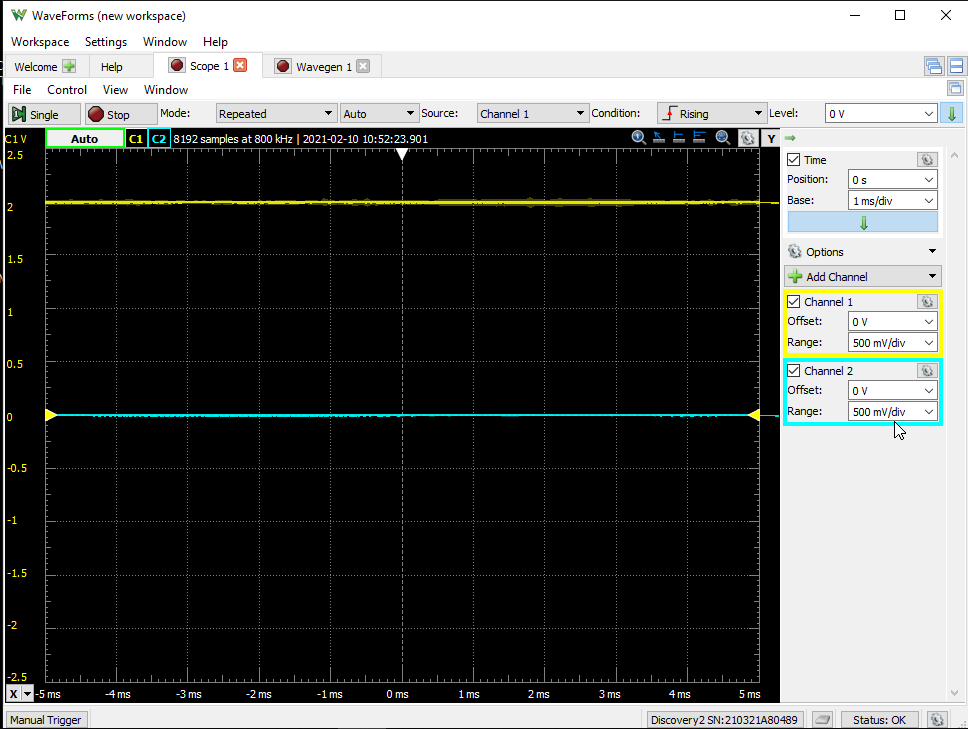 WaveForms (new workspace)
Workspace Settings Window Help
Welcome Help Scope 1 Wavegen 1
File Control View Window
Single Stop Mode: Repeated Auto Source: Channel 1 Condition: Rising Level: 0 V
C1 V Auto C1 C2 8192 samples at 800 kHz | 2021-02-10 10:52:23.901 Y
2.5
2
1.5
1
0.5
0
-0.5
-1
-1.5
-2
-2.5
X -5 ms -4 ms -3 ms -2 ms -1 ms 0 ms 1 ms 2 ms 3 ms 4 ms 5 ms
Time
Position: 0 s
Base: 1 ms/div
Options
Add Channel
Channel 1
Offset: 0 V
Range: 500 mV/div
Channel 2
Offset: 0 V
Range: 500 mV/div
Manual Trigger Discovery2 SN:210321A80489 Status: OK